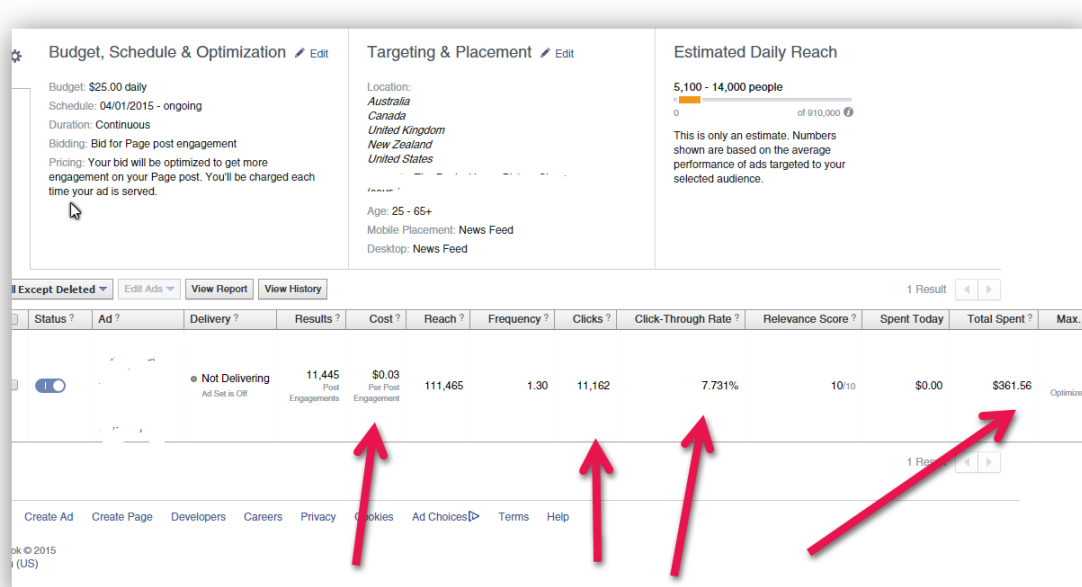 Budget, Schedule & Optimization Edit
Budget: $25.00 daily
Schedule: 04/01/2015 - ongoing
Duration: Continuous
Bidding: Bid for Page post engagement
Pricing: Your bid will be optimized to get more
engagement on your Page post. You'll be charged each
time your ad is served.
Targeting & Placement Edit
Location:
Australia
Canada
United Kingdom
New Zealand
United States
Age: 25 - 65+
Mobile Placement: News Feed
Desktop: News Feed
Estimated Daily Reach
5,100 - 14,000 people
0 of 910,000
This is only an estimate. Numbers
shown are based on the average
performance of ads targeted to your
selected audience.
Except Deleted Edit Ads View Report View History 1 Result
Status ? Ad ? Delivery ? Results ? Cost ? Reach ? Frequency ? Clicks ? Click-Through Rate ? Relevance Score ? Spent Today Total Spent ? Max.
Not Delivering
Ad Set is Off
11,445
Post
Engagements
$0.03
Per Post
Engagement
111,465 1.30 11,162 7.731% 10/10 $0.00 $361.56 Optimize
1 Result
Create Ad Create Page Developers Careers Privacy Cookies Ad Choices Terms Help
ok © 2015
(US)